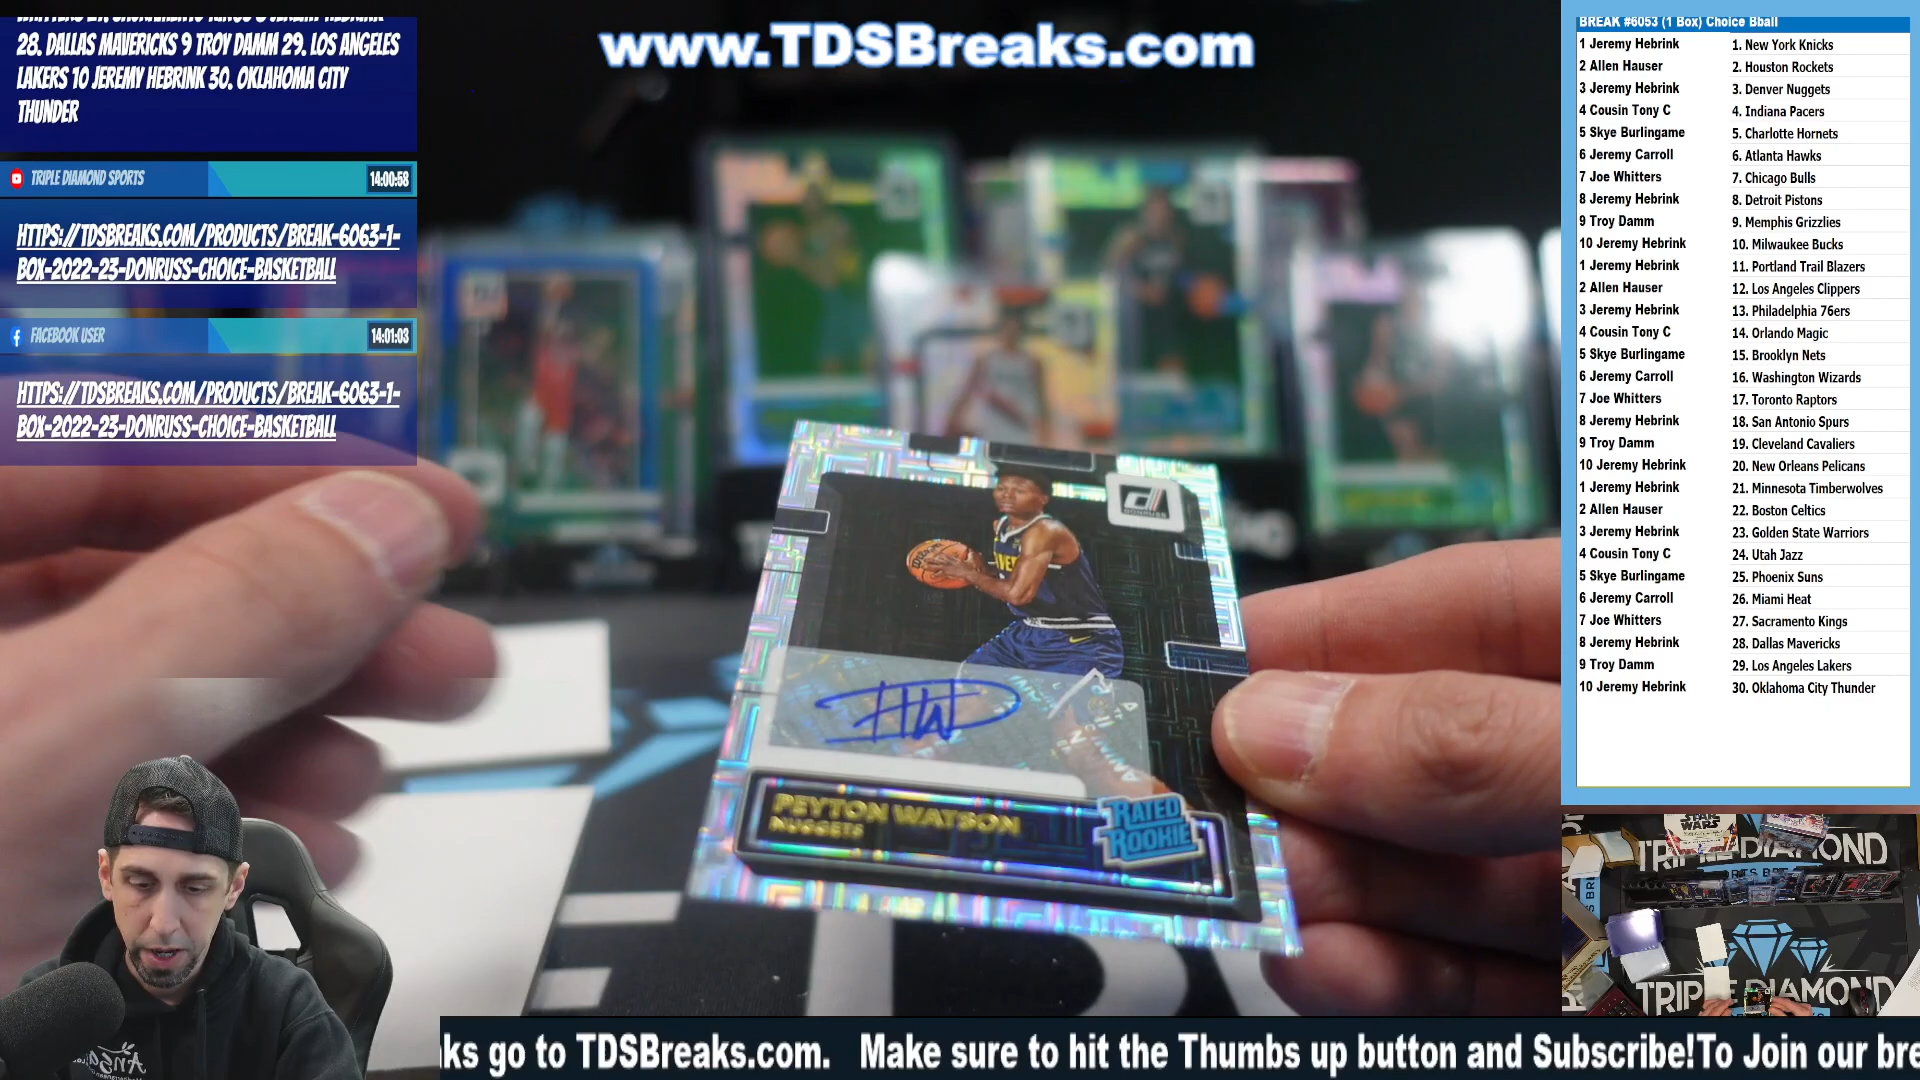 28. DALLAS MAVERICKS 9 TROY DAMM 29. LOS ANGELES
LAKERS 10 JEREMY HEBRINK 30. OKLAHOMA CITY
THUNDER
TRIPLE DIAMOND SPORTS
14:00:58
HTTPS://TDSBREAKS.COM/PRODUCTS/BREAK-6063-1-
BOX-2022-23-DONRUSS-CHOICE-BASKETBALL
FACEBOOK USER
14:01:03
HTTPS://TDSBREAKS.COM/PRODUCTS/BREAK-6063-1-
BOX-2022-23-DONRUSS-CHOICE-BASKETBALL
www.TDSBreaks.com
DONRUSS
PEYTON WATSON
NUGGETS
RATED
ROOKIE
BREAK #6053 (1 Box) Choice Bball
1 Jeremy Hebrink 1. New York Knicks
2 Allen Hauser 2. Houston Rockets
3 Jeremy Hebrink 3. Denver Nuggets
4 Cousin Tony C 4. Indiana Pacers
5 Skye Burlingame 5. Charlotte Hornets
6 Jeremy Carroll 6. Atlanta Hawks
7 Joe Whitters 7. Chicago Bulls
8 Jeremy Hebrink 8. Detroit Pistons
9 Troy Damm 9. Memphis Grizzlies
10 Jeremy Hebrink 10. Milwaukee Bucks
1 Jeremy Hebrink 11. Portland Trail Blazers
2 Allen Hauser 12. Los Angeles Clippers
3 Jeremy Hebrink 13. Philadelphia 76ers
4 Cousin Tony C 14. Orlando Magic
5 Skye Burlingame 15. Brooklyn Nets
6 Jeremy Carroll 16. Washington Wizards
7 Joe Whitters 17. Toronto Raptors
8 Jeremy Hebrink 18. San Antonio Spurs
9 Troy Damm 19. Cleveland Cavaliers
10 Jeremy Hebrink 20. New Orleans Pelicans
1 Jeremy Hebrink 21. Minnesota Timberwolves
2 Allen Hauser 22. Boston Celtics
3 Jeremy Hebrink 23. Golden State Warriors
4 Cousin Tony C 24. Utah Jazz
5 Skye Burlingame 25. Phoenix Suns
6 Jeremy Carroll 26. Miami Heat
7 Joe Whitters 27. Sacramento Kings
8 Jeremy Hebrink 28. Dallas Mavericks
9 Troy Damm 29. Los Angeles Lakers
10 Jeremy Hebrink 30. Oklahoma City Thunder
STAR
WARS
TRIPLE DIAMOND
TRIPLE DIAMOND
ks go to TDSBreaks.com. Make sure to hit the Thumbs up button and Subscribe!To Join our bre